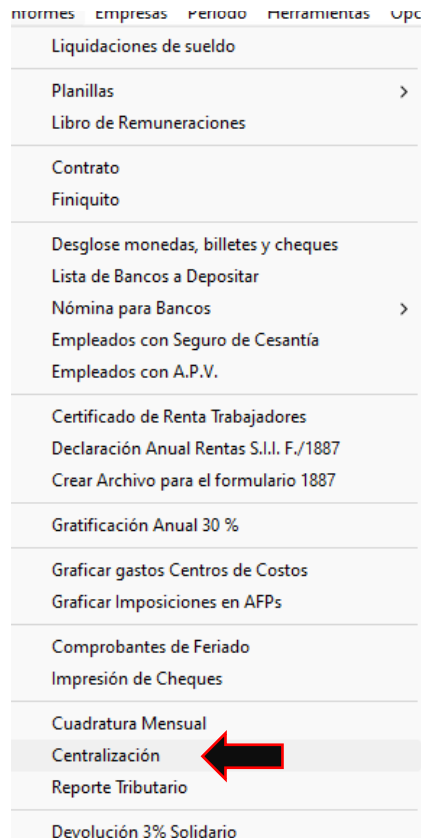 Informes Empresas Periodo Herramientas Opc
Liquidaciones de sueldo
Planillas
Libro de Remuneraciones
Contrato
Finiquito
Desglose monedas, billetes y cheques
Lista de Bancos a Depositar
Nómina para Bancos
Empleados con Seguro de Cesantía
Empleados con A.P.V.
Certificado de Renta Trabajadores
Declaración Anual Rentas S.I.I. F./1887
Crear Archivo para el formulario 1887
Gratificación Anual 30 %
Graficar gastos Centros de Costos
Graficar Imposiciones en AFPs
Comprobantes de Feriado
Impresión de Cheques
Cuadratura Mensual
Centralización
Reporte Tributario
Devolución 3% Solidario